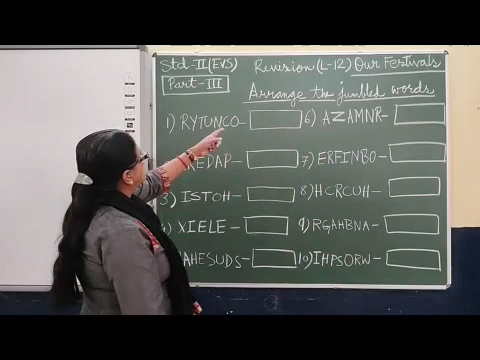 Std-II (EVS) Revision (L-12) Our Festivals
Part-III
Arrange the jumbled words
1) RYTUNCO- 6) AZAMNR-
REDAP- 7) ERFINBO-
3) ISTOH- 8) HCRCUH-
XIELE- 9) RGAHBNA-
AHESUDS- 10) IHPSORW-